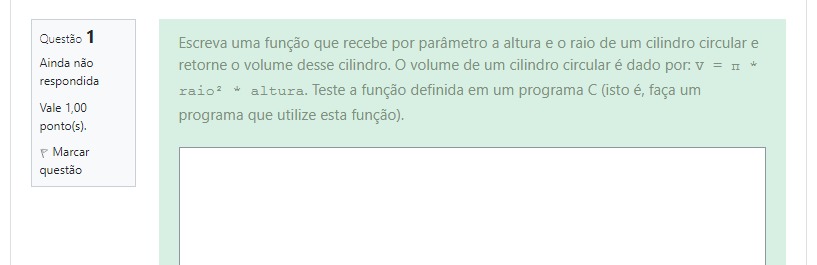 Questão 1
Ainda não
respondida
Vale 1,00
ponto(s).
Marcar
questão
Escreva uma função que recebe por parâmetro a altura e o raio de um cilindro circular e
retorne o volume desse cilindro. O volume de um cilindro circular é dado por: V = π *
raio² * altura. Teste a função definida em um programa C (isto é, faça um
programa que utilize esta função).